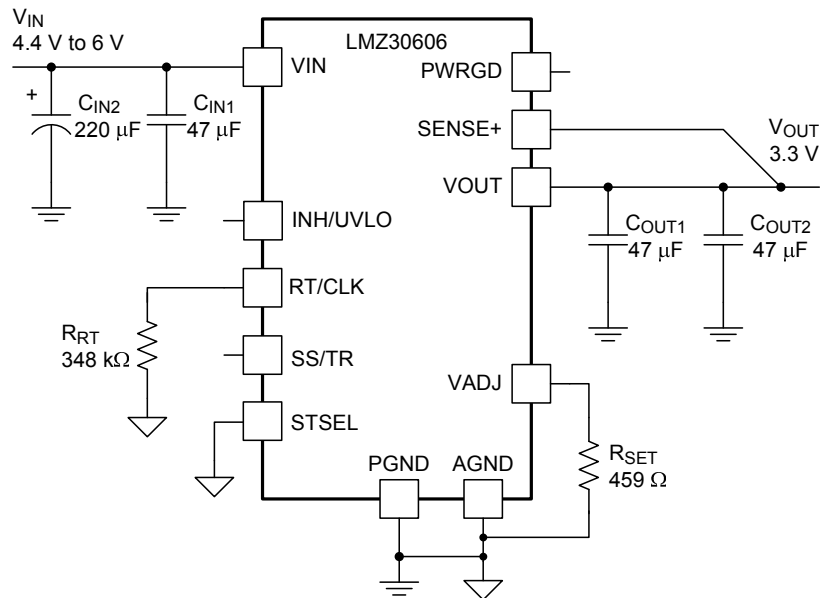 VIN
4.4 V to 6 V
LMZ30606
VIN
PWRGD
+
CIN2
220 μF
CIN1
47 μF
SENSE+
VOUT
3.3 V
VOUT
INH/UVLO
COUT1
47 μF
COUT2
47 μF
RT/CLK
RRT
348 kΩ
SS/TR
VADJ
STSEL
PGND
AGND
RSET
459 Ω